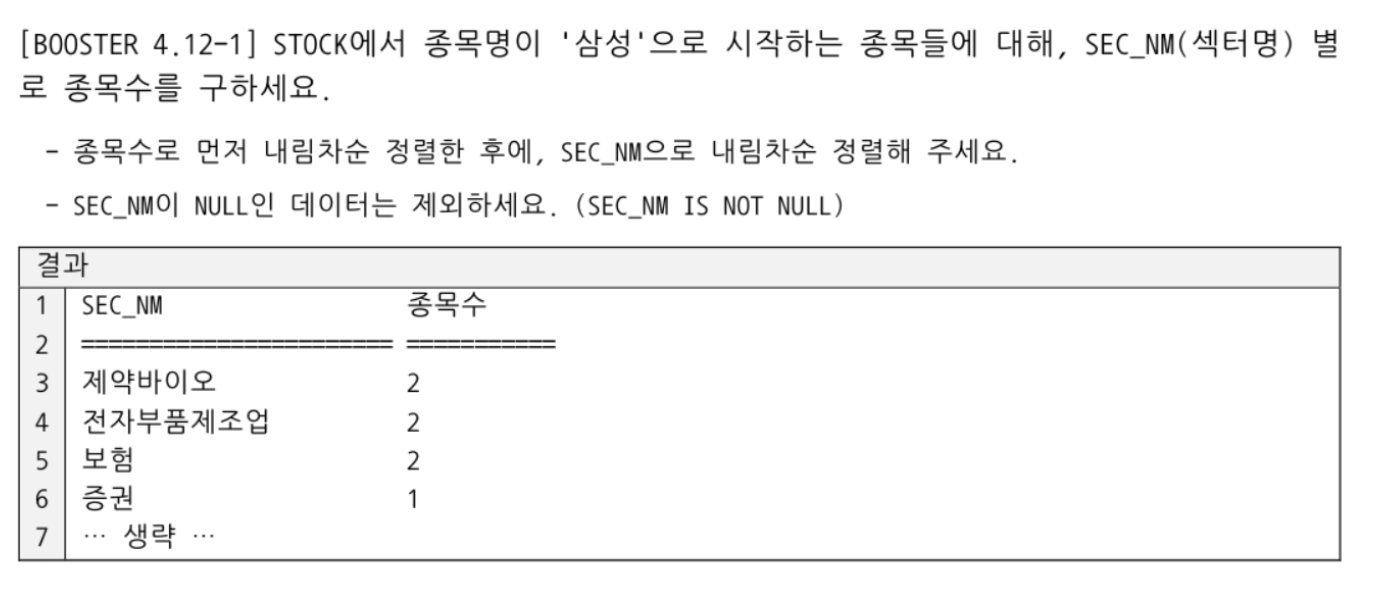 [BOOSTER 4.12-1] STOCK에서 종목명이 '삼성'으로 시작하는 종목들에 대해, SEC_NM(섹터명) 별
로 종목수를 구하세요.
- 종목수로 먼저 내림차순 정렬한 후에, SEC_NM으로 내림차순 정렬해 주세요.
- SEC_NM이 NULL인 데이터는 제외하세요. (SEC_NM IS NOT NULL)
결과
1 SEC_NM 종목수
2 ======================= ===========
3 제약바이오 2
4 전자부품제조업 2
5 보험 2
6 증권 1
7 … 생략 …